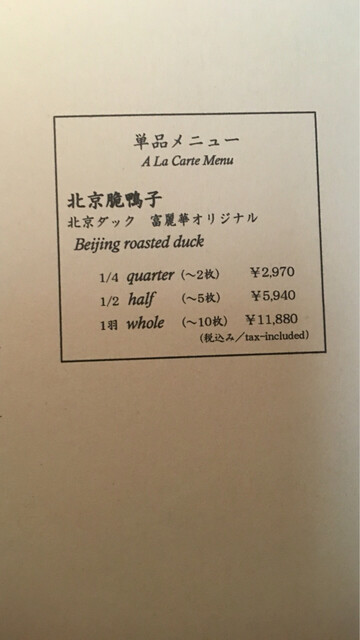 単品メニュー
A La Carte Menu
北京脆鴨子
北京ダック 富麗華オリジナル
Beijing roasted duck
1/4 quarter (〜2枚) ¥2,970
1/2 half (〜5枚) ¥5,940
1羽 whole (〜10枚) ¥11,880
(税込み/tax-included)